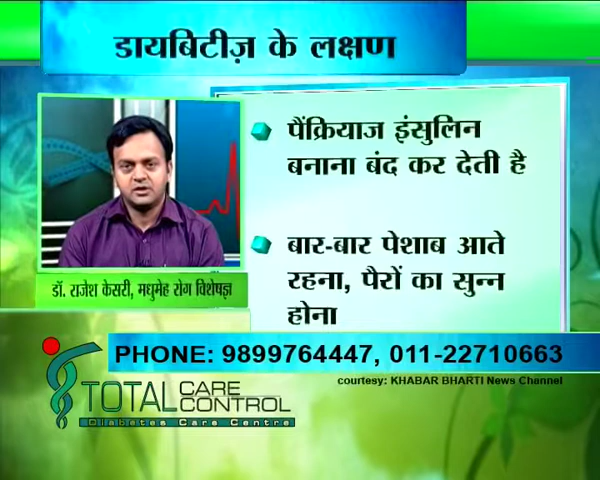 डायबिटीज़ के लक्षण
पैंक्रियाज इंसुलिन
बनाना बंद कर देती है
बार-बार पेशाब आते
रहना, पैरों का सुन्न
होना
डॉ. राजेश केसरी, मधुमेह रोग विशेषज्ञ
PHONE: 9899764447, 011-22710663
courtesy: KHABAR BHARTI News Channel
TOTAL CARE
CONTROL
Diabetes Care Centre